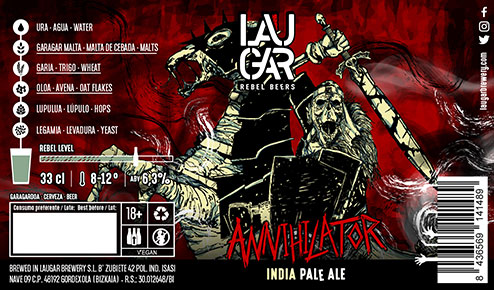 URA · AGUA · WATER
GARAGAR MALTA · MALTA DE CEBADA · MALTS
GARIA · TRIGO · WHEAT
OLOA · AVENA · OAT FLAKES
LUPULUA · LÚPULO · HOPS
LEGAMIA · LEVADURA · YEAST
REBEL LEVEL
33 cl
8-12º
ABV 6,3%
GARAGARDOA | CERVEZA · BEER
Consumo preferente / Lote: Best before / Lot:
18+
VEGAN
BREWED IN LAUGAR BREWERY S.L. Bº ZUBIETE 42 POL. IND. ISASI
NAVE 09 C.P. 48192 GORDEXOLA (BIZKAIA) - R.S.: 30.012648/BI
LAU
GAR
REBEL BEERS
ANNIHILATOR
INDIA PALE ALE
laugarbrewery.com
8 436569 141489